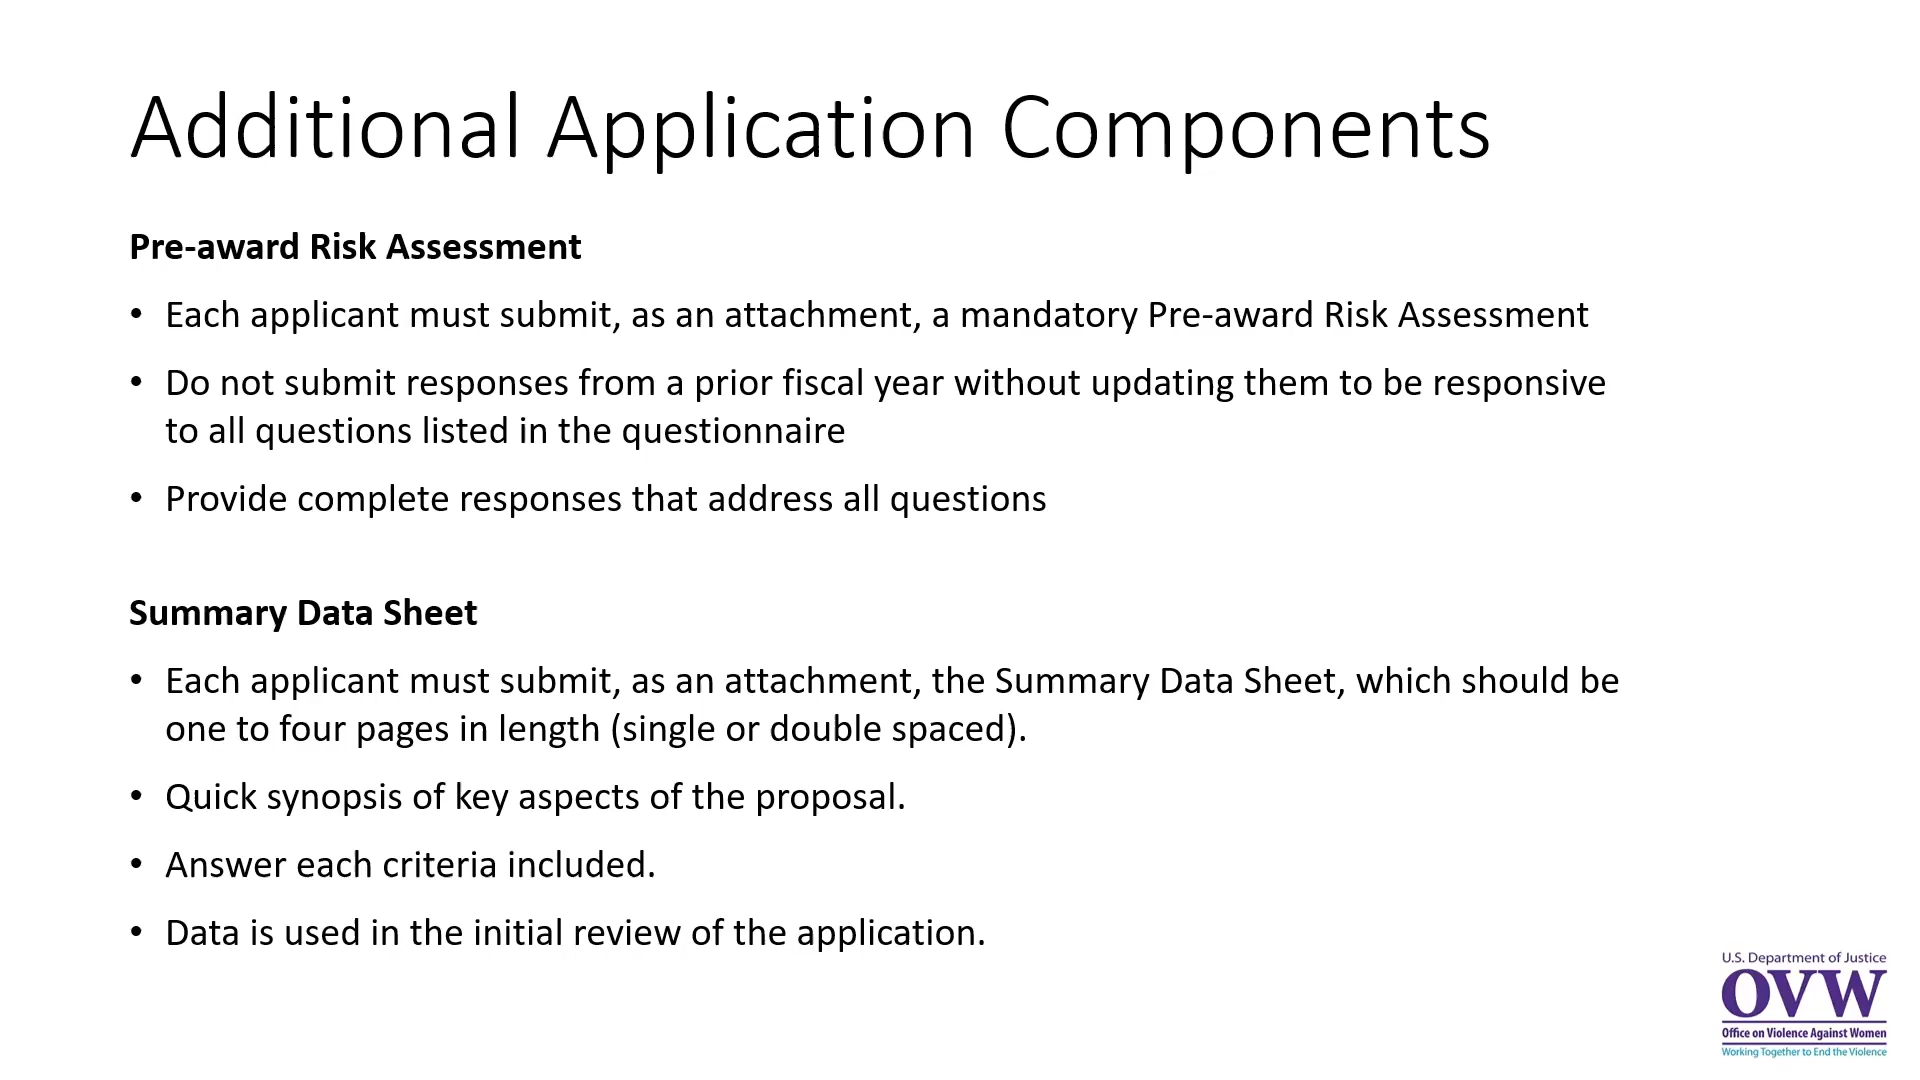 Additional Application Components
Pre-award Risk Assessment
• Each applicant must submit, as an attachment, a mandatory Pre-award Risk Assessment
• Do not submit responses from a prior fiscal year without updating them to be responsive
to all questions listed in the questionnaire
• Provide complete responses that address all questions
Summary Data Sheet
• Each applicant must submit, as an attachment, the Summary Data Sheet, which should be
one to four pages in length (single or double spaced).
• Quick synopsis of key aspects of the proposal.
• Answer each criteria included.
• Data is used in the initial review of the application.
U.S. Department of Justice
OVW
Office on Violence Against Women
Working Together to End the Violence